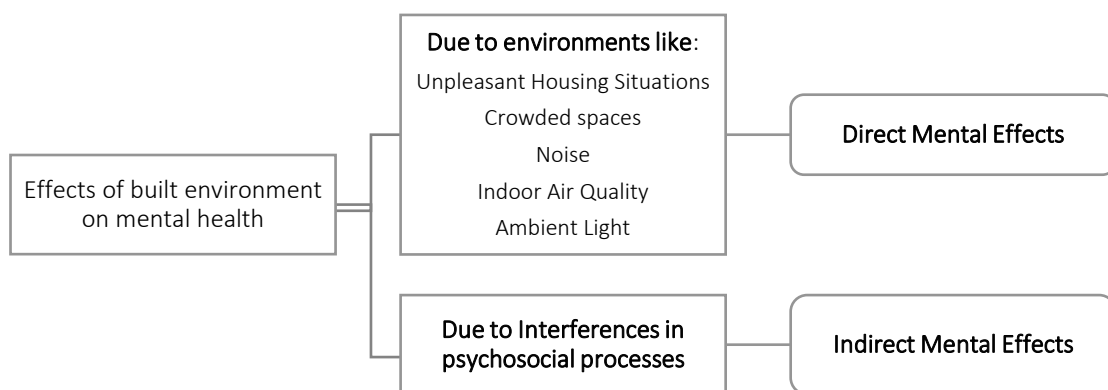 Effects of built environment
on mental health
Due to environments like:
Unpleasant Housing Situations
Crowded spaces
Noise
Indoor Air Quality
Ambient Light
Direct Mental Effects
Due to Interferences in
psychosocial processes
Indirect Mental Effects